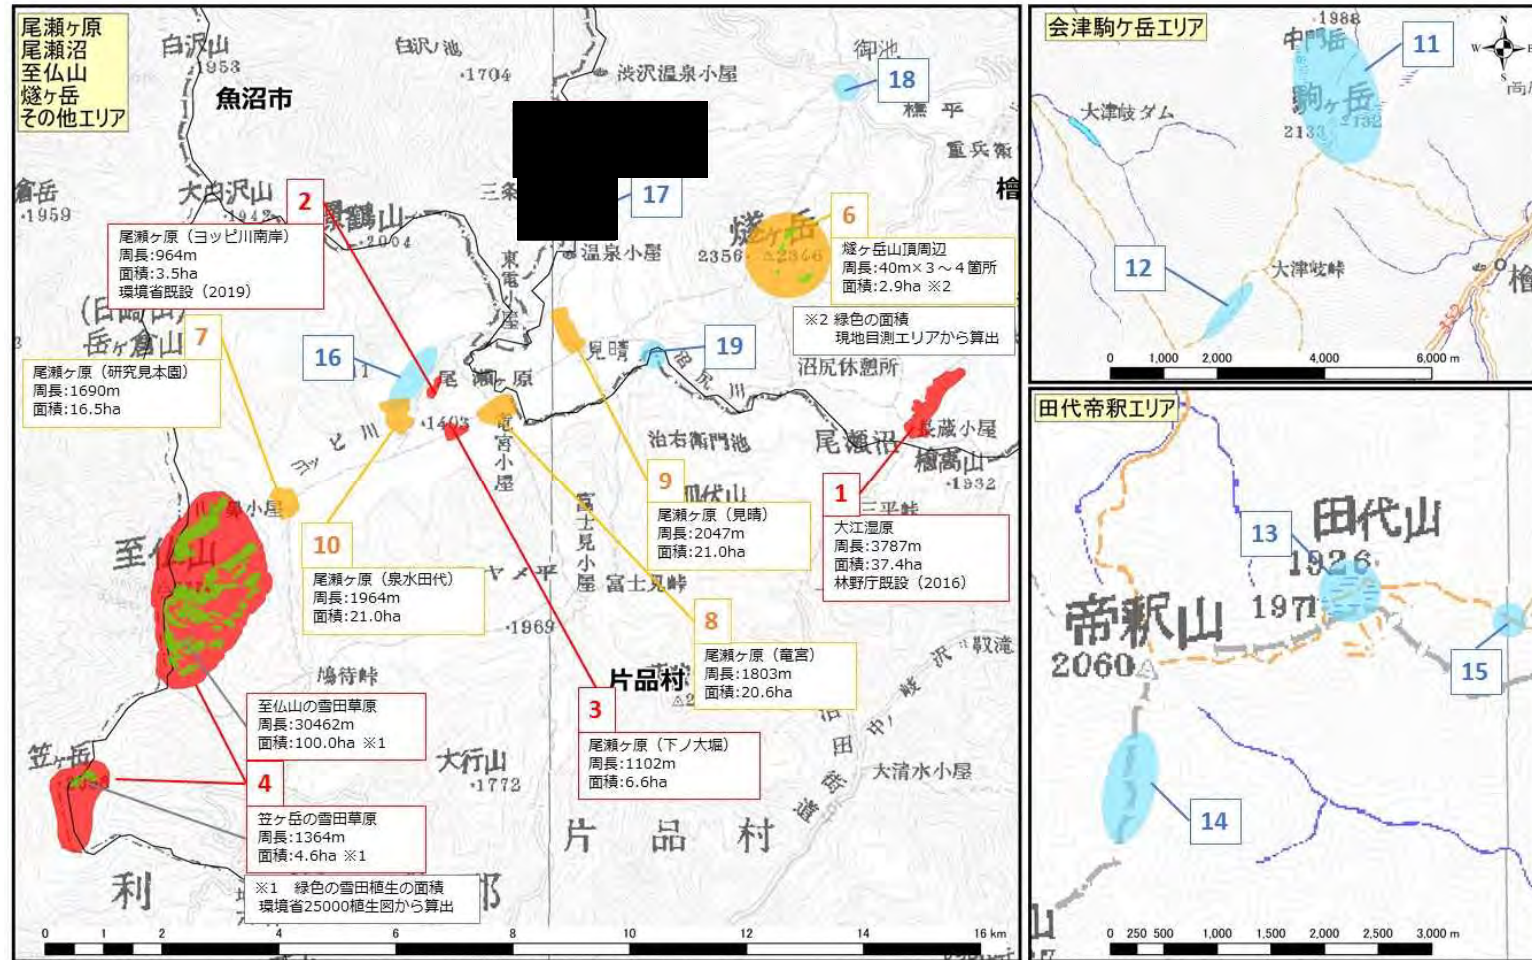 尾瀬ヶ原
尾瀬沼
至仏山
燧ヶ岳
その他エリア
白沢山
1953
白沢ノ池
・1704
渋沢温泉小屋
御池
18
魚沼市
重兵衛
17
大白沢山
・1942
2
景鶴山
・2004
三条
・1959
尾瀬ヶ原（ヨッピ川南岸）
周長:964m
面積:3.5ha
環境省既設（2019）
東電小屋
温泉小屋
燧ヶ岳
2356
2346
6
燧ヶ岳山頂周辺
周長:40m×３～４箇所
面積:2.9ha ※2
※2 緑色の面積
現地目測エリアから算出
7
岳ヶ倉山
尾瀬ヶ原（研究見本園）
周長:1690m
面積:16.5ha
16
尾瀬ヶ原
見晴
19
沼尻川
沼尻休憩所
・1403
竜宮小屋
治右衛門池
尾瀬沼
長蔵小屋
檜高山
・1932
至仏山
10
尾瀬ヶ原（泉水田代）
周長:1964m
面積:21.0ha
9
尾瀬ヶ原（見晴）
周長:2047m
面積:21.0ha
三平峠
1
大江湿原
周長:3787m
面積:37.4ha
林野庁既設（2016）
富士見小屋
富士見峠
・1969
8
尾瀬ヶ原（竜宮）
周長:1803m
面積:20.6ha
鳩待峠
片品村
至仏山の雪田草原
周長:30462m
面積:100.0ha ※1
3
尾瀬ヶ原（下ノ大堀）
周長:1102m
面積:6.6ha
笠ヶ岳
4
笠ヶ岳の雪田草原
周長:1364m
面積:4.6ha ※1
※1　緑色の雪田植生の面積
環境省25000植生図から算出
大行山
・1772
大清水小屋
片品村
利
0 2 4 6 8 10 12 14 16 km
会津駒ケ岳エリア
・1988
中門岳
11
N
W
E
S
大津岐ダム
駒ヶ岳
2133
2132
12
大津岐峠
檜
352
0 1,000 2,000 4,000 6,000 m
田代帝釈エリア
13
田代山
1926
1971
帝釈山
2060
15
14
0 250 500 1,000 1,500 2,000 2,500 3,000 m